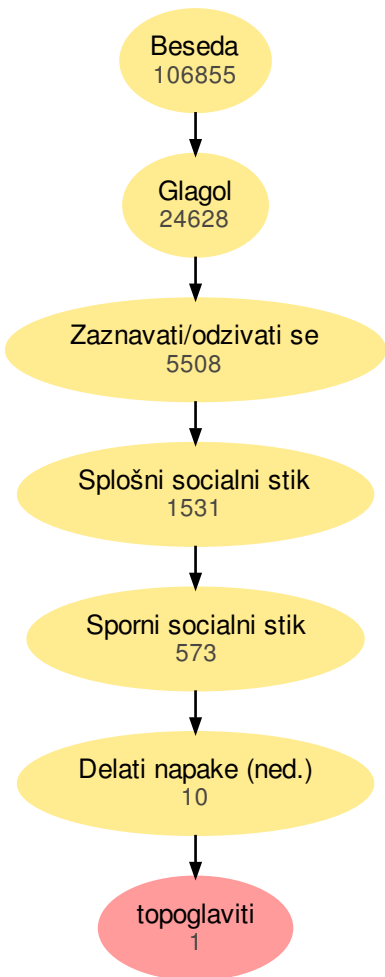 Beseda
106855
Glagol
24628
Zaznavati/odzivati se
5508
Splošni socialni stik
1531
Sporni socialni stik
573
Delati napake (ned.)
10
topoglaviti
1